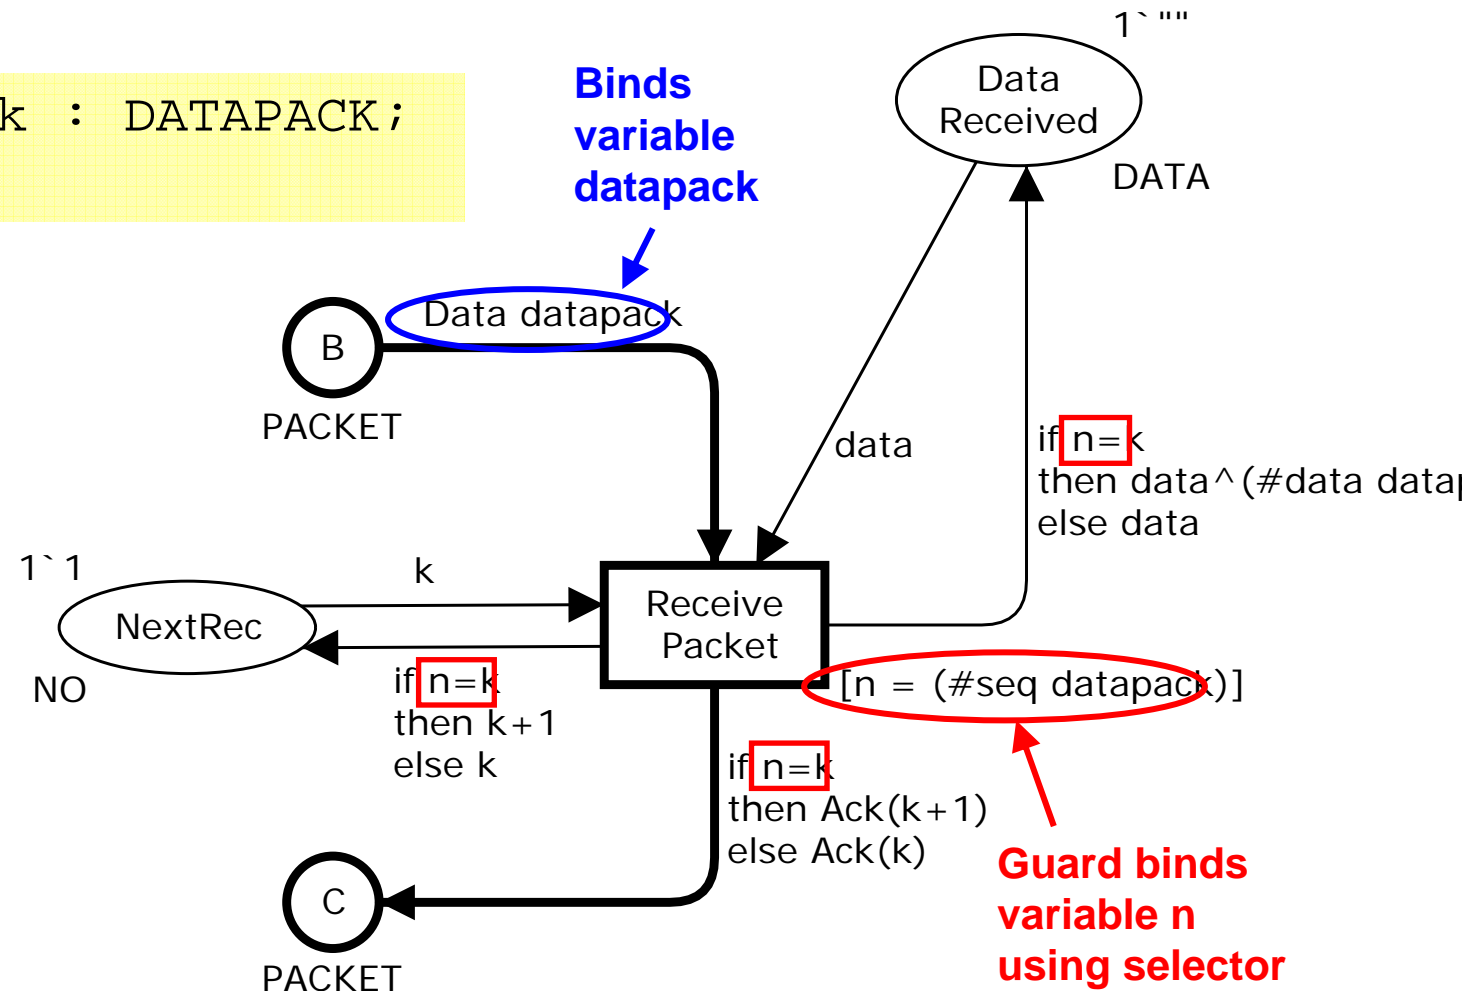 1`""
k : DATAPACK;
Binds
variable
datapack
Data
Received
DATA
Data datapack
B
PACKET
data
if n=k
then data^(#data
else data
1`1
k
NextRec
NO
Receive
Packet
if n=k
then k+1
else k
[n = (#seq datapack)]
if n=k
then Ack(k+1)
else Ack(k)
C
PACKET
Guard binds
variable n
using selector